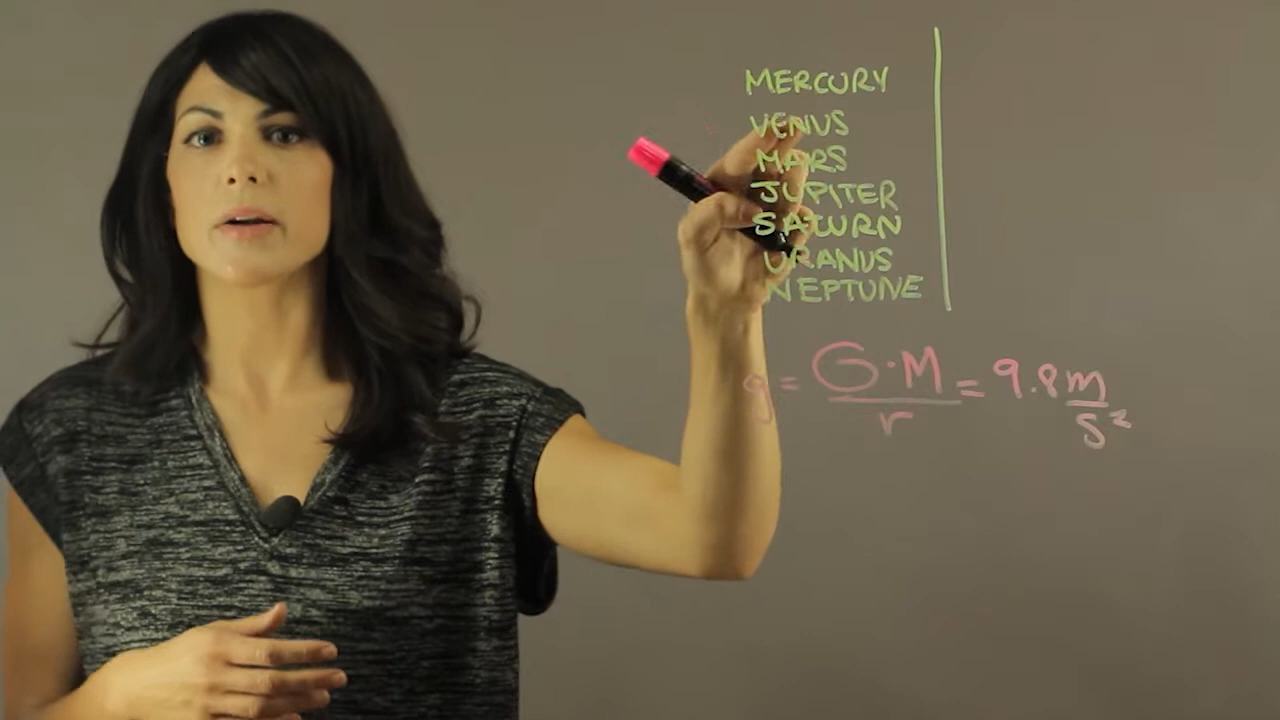 MERCURY
VENUS
MARS
JUPITER
SATURN
URANUS
NEPTUNE
g = G·M / r = 9.8 m / s²